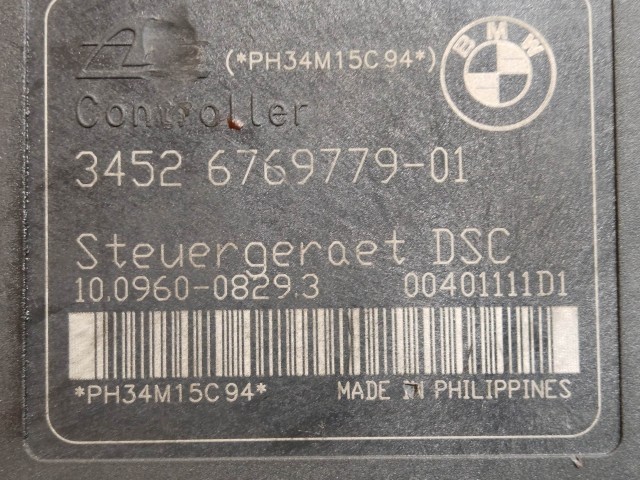 (*PH34M15C94*)
BMW
Controller
3452 6769779-01
Steuergeraet DSC
10.0960-0829.3 00401111D1
*PH34M15C94* MADE IN PHILIPPINES